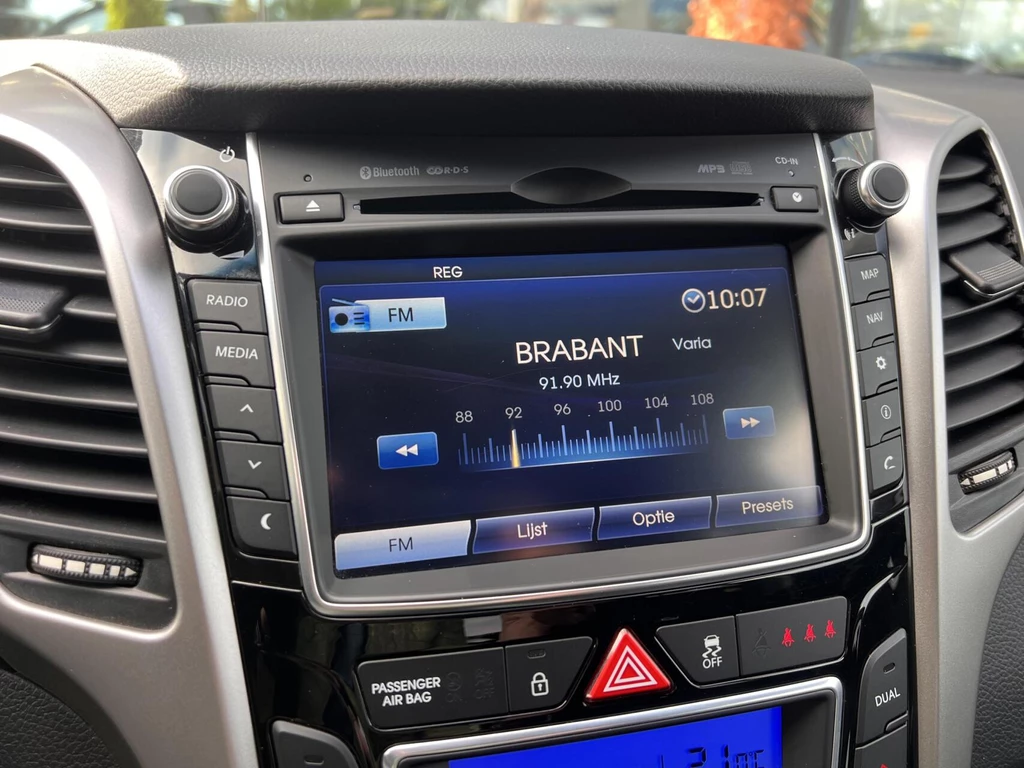 Bluetooth R·D·S MP3 CD-IN
RADIO
MEDIA
MAP
NAV
REG
FM
10:07
BRABANT Varia
91.90 MHz
88 92 96 100 104 108
FM Lijst Optie Presets
PASSENGER
AIR BAG
OFF
DUAL
21